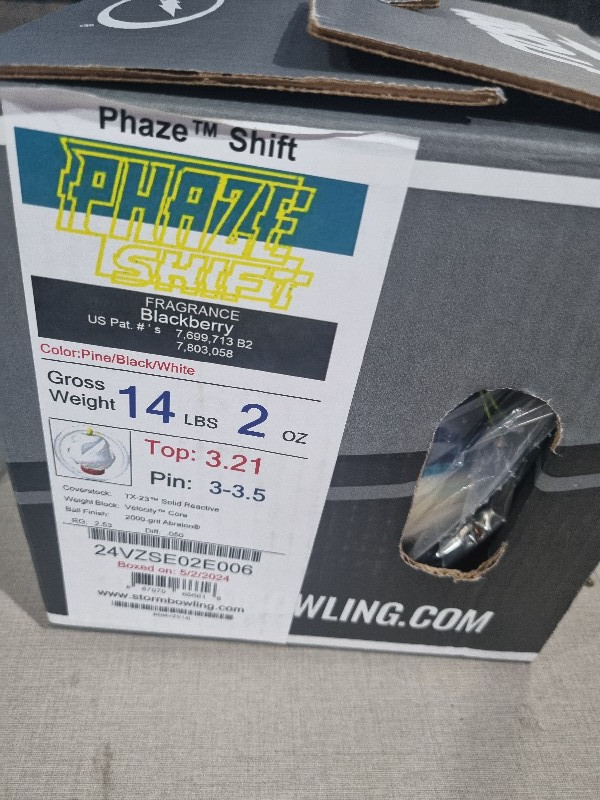 Phaze™ Shift
PHAZE
SHIFT
FRAGRANCE
Blackberry
US Pat. # ' s 7,699,713 B2
7,803,058
Color:Pine/Black/White
Gross
Weight 14 LBS 2 OZ
Top: 3.21
Pin: 3-3.5
Coverstock: TX-23™ Solid Reactive
Weight Block: Velocity™ Core
Ball Finish: 2000-grit Abralon®
RG: 2.53 Diff: .050
24VZSE02E006
Boxed on: 5/2/2024
www.stormbowling.com
WLING.COM